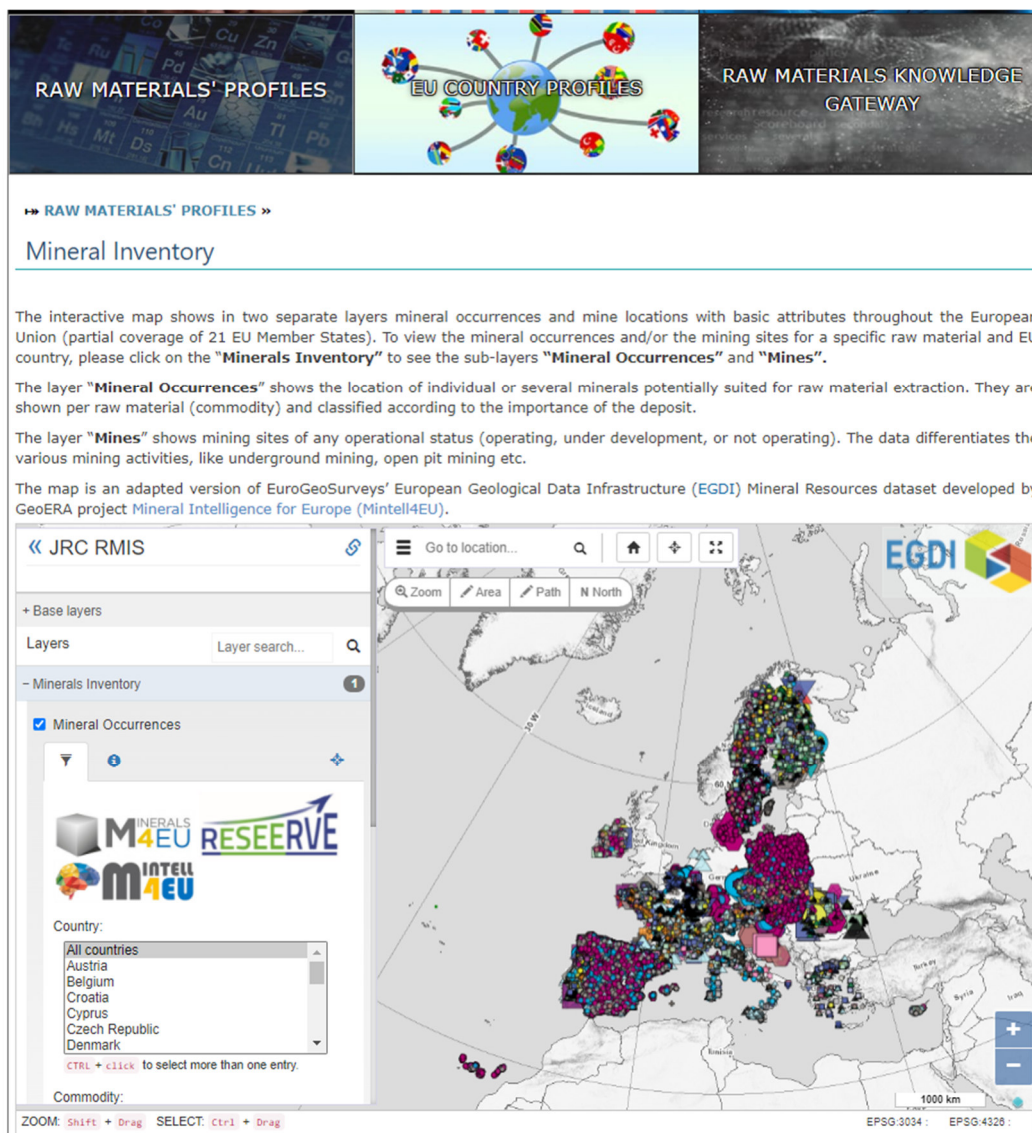 RAW MATERIALS' PROFILES
EU COUNTRY PROFILES
RAW MATERIALS KNOWLEDGE
GATEWAY
RAW MATERIALS' PROFILES »
Mineral Inventory
The interactive map shows in two separate layers mineral occurrences and mine locations with basic attributes throughout the European
Union (partial coverage of 21 EU Member States). To view the mineral occurrences and/or the mining sites for a specific raw material and EU
country, please click on the "Minerals Inventory" to see the sub-layers "Mineral Occurrences" and "Mines".
The layer "Mineral Occurrences" shows the location of individual or several minerals potentially suited for raw material extraction. They are
shown per raw material (commodity) and classified according to the importance of the deposit.
The layer "Mines" shows mining sites of any operational status (operating, under development, or not operating). The data differentiates the
various mining activities, like underground mining, open pit mining etc.
The map is an adapted version of EuroGeoSurveys' European Geological Data Infrastructure (EGDI) Mineral Resources dataset developed by
GeoERA project Mineral Intelligence for Europe (Mintell4EU).
« JRC RMIS
Go to location...
EGDI
Zoom
Area
Path
N North
+ Base layers
Layers
Layer search...
– Minerals Inventory
1
Mineral Occurrences
MINERALS
M4EU
RESEERVE
MINTELL
4EU
Country:
All countries
Austria
Belgium
Croatia
Cyprus
Czech Republic
Denmark
CTRL + click to select more than one entry.
Commodity:
Iceland
30 W
60 N
Ukraine
Turkey
Syria
Iraq
Tunisia
+
−
1000 km
ZOOM: Shift + Drag SELECT: Ctrl + Drag
EPSG:3034 : EPSG:4326 :